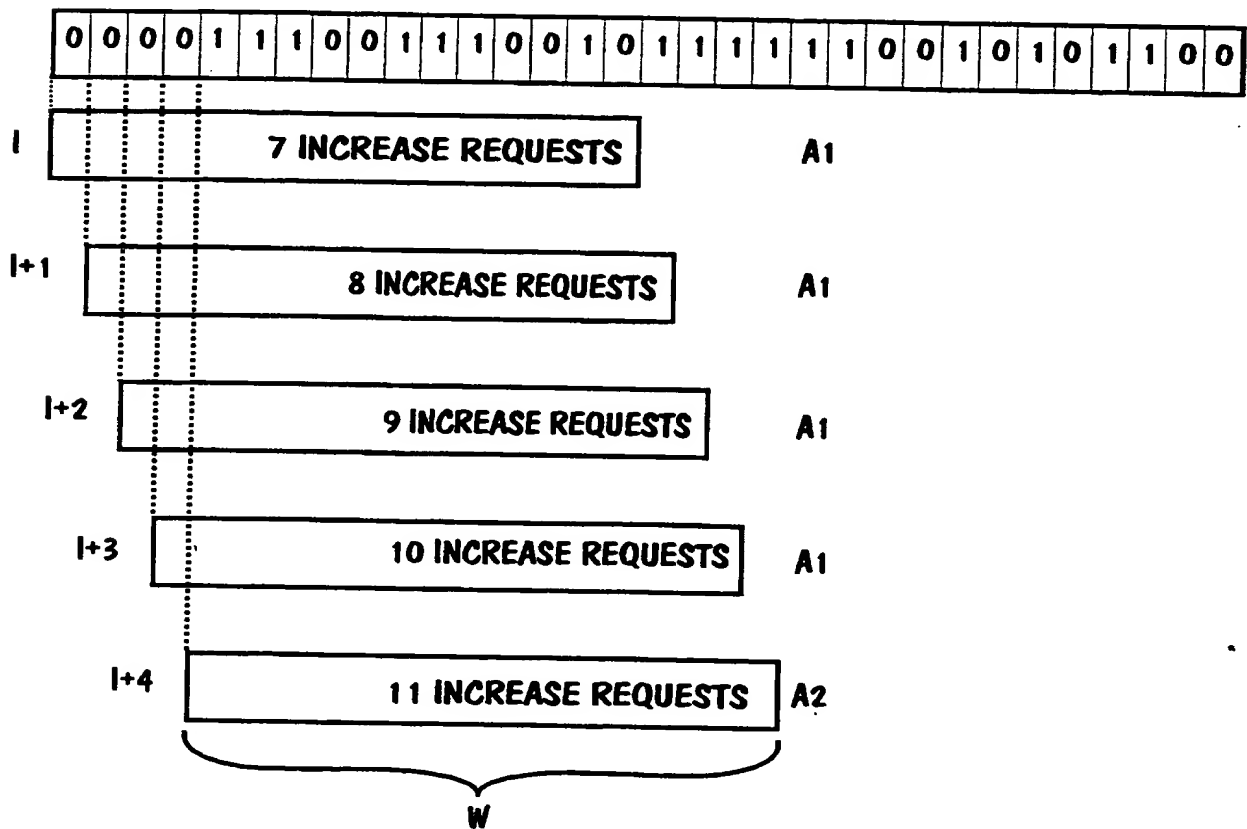 0 0 0 0 1 1 1 0 0 1 1 1 0 0 1 0 1 1 1 1 1 1 0 0 1 0 1 0 1 1 0 0
I 7 INCREASE REQUESTS A1
I+1 8 INCREASE REQUESTS A1
I+2 9 INCREASE REQUESTS A1
I+3 10 INCREASE REQUESTS A1
I+4 11 INCREASE REQUESTS A2
W